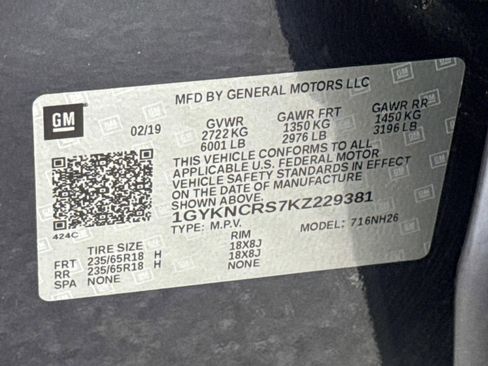 MFD BY GENERAL MOTORS LLC
GM
02/19
GVWR GAWR FRT GAWR RR
2722 KG 1350 KG 1450 KG
6001 LB 2976 LB 3196 LB
THIS VEHICLE CONFORMS TO ALL
APPLICABLE U.S. FEDERAL MOTOR
VEHICLE SAFETY STANDARDS IN EFFECT
ON THE DATE OF MANUFACTURE
SHOWN ABOVE.
1GYKNCRS7KZ229381
424C
TYPE: M.P.V. MODEL: 716NH26
TIRE SIZE RIM
FRT 235/65R18 H 18X8J
RR 235/65R18 H 18X8J
SPA NONE NONE